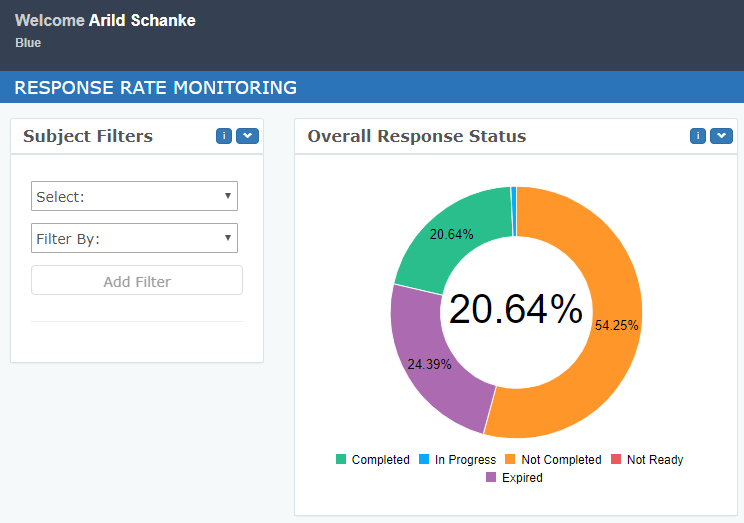 Welcome Arild Schanke
Blue
RESPONSE RATE MONITORING
Subject Filters
i
Select:
Filter By:
Add Filter
Overall Response Status
i
20.64%
20.64%
54.25%
24.39%
Completed In Progress Not Completed Not Ready
Expired